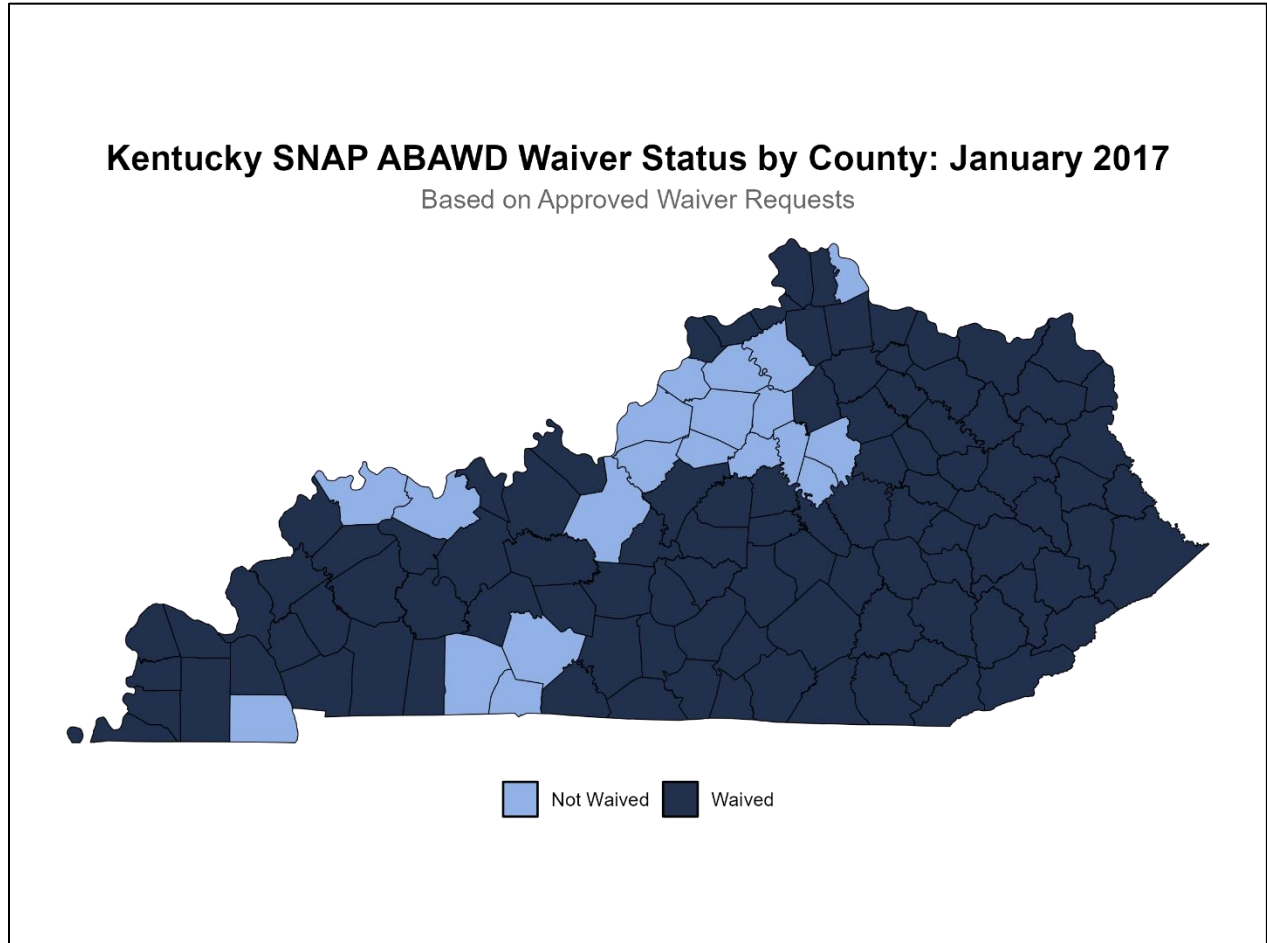 Kentucky SNAP ABAWD Waiver Status by County: January 2017
Based on Approved Waiver Requests
Not Waived Waived